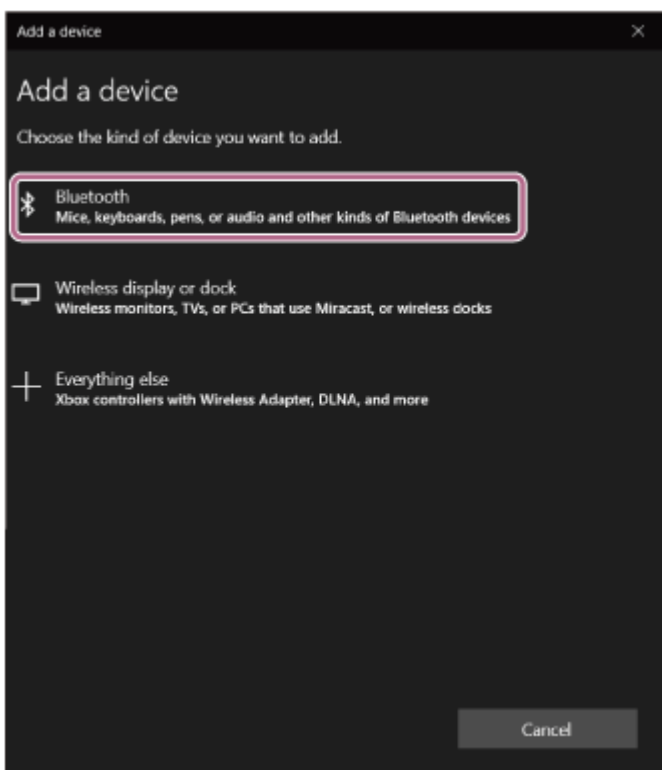 Add a device
Add a device
Choose the kind of device you want to add.
Bluetooth
Mice, keyboards, pens, or audio and other kinds of Bluetooth devices
Wireless display or dock
Wireless monitors, TVs, or PCs that use Miracast, or wireless docks
Everything else
Xbox controllers with Wireless Adapter, DLNA, and more
Cancel